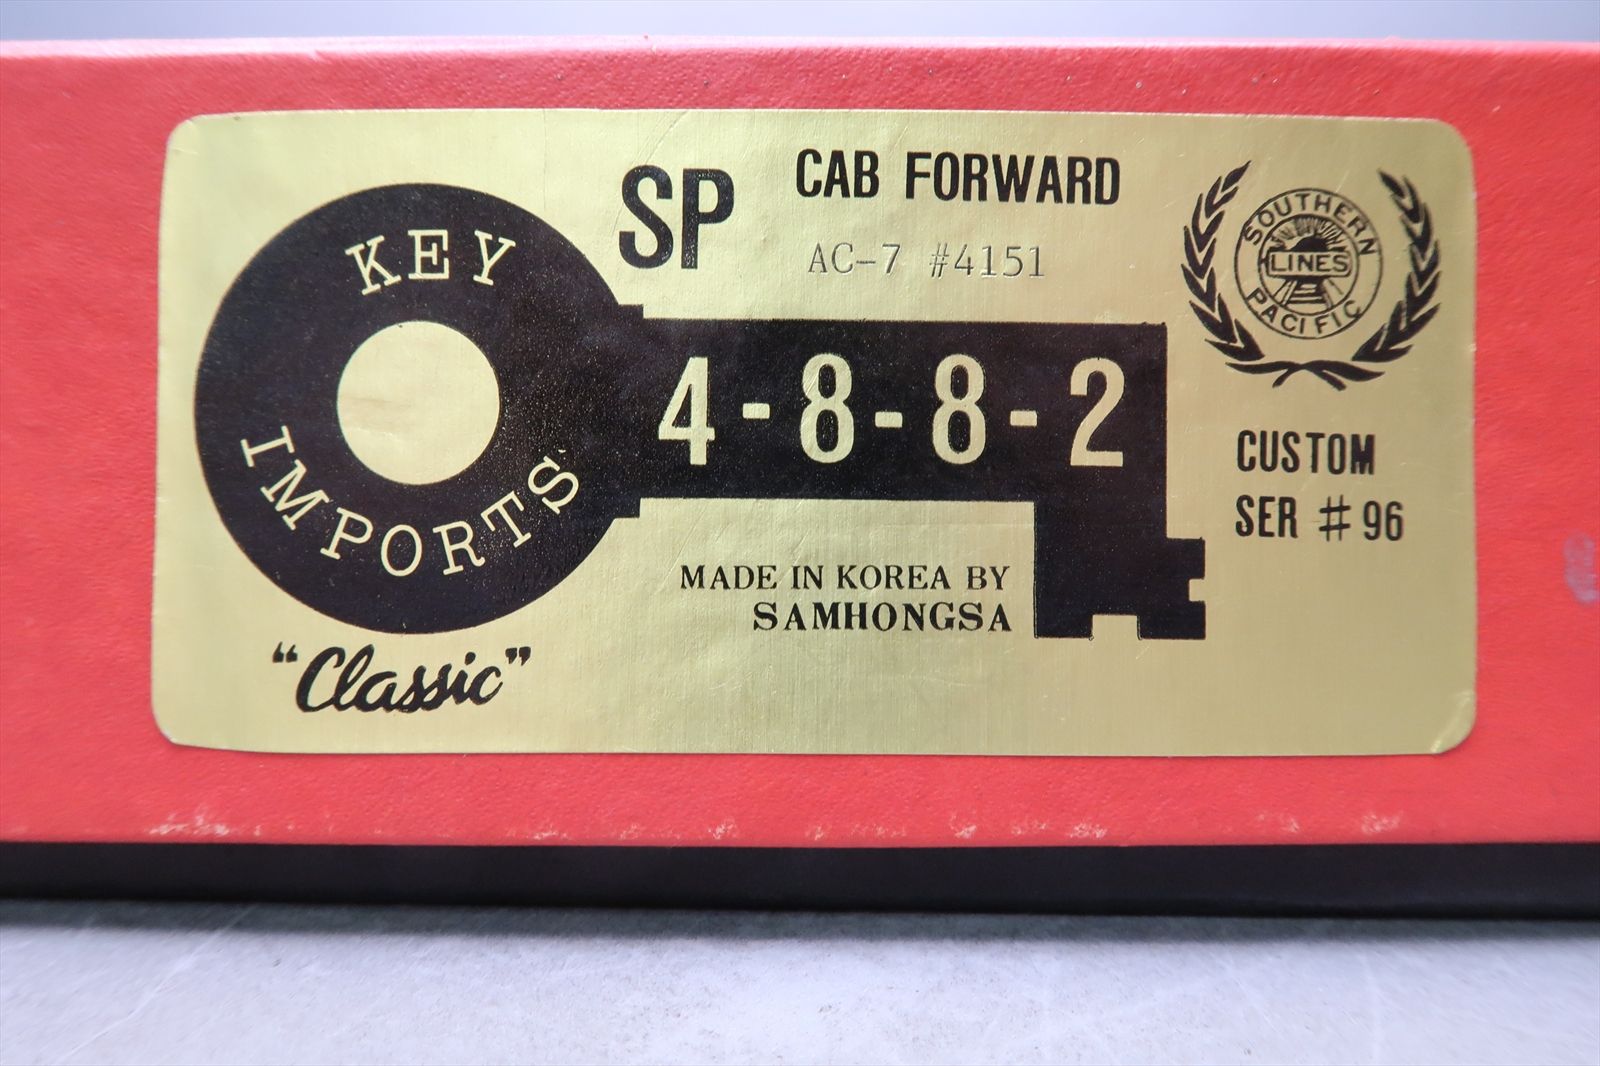 KEY
IMPORTS
"Classic"
SP
CAB FORWARD
AC-7 #4151
4-8-8-2
MADE IN KOREA BY
SAMHONGSA
SOUTHERN
LINES
PACIFIC
CUSTOM
SER #96